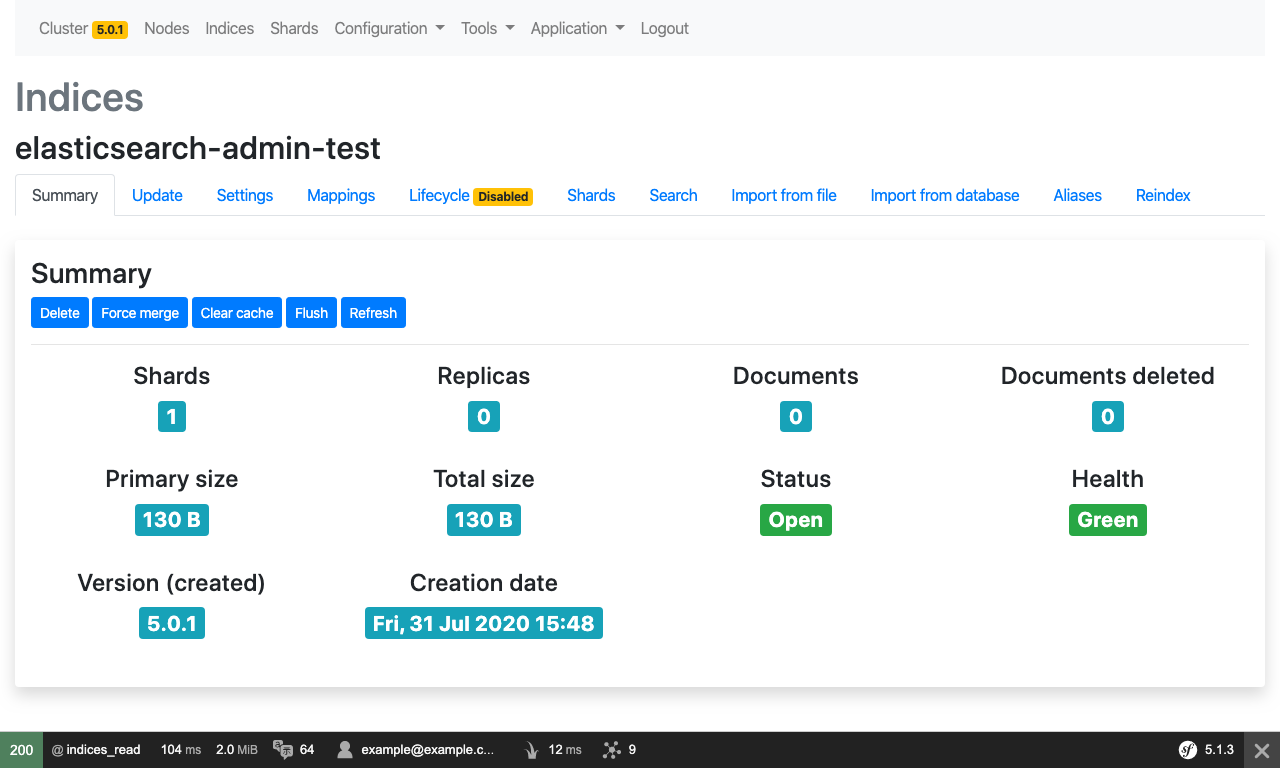 Cluster 5.0.1 Nodes Indices Shards Configuration Tools Application Logout
Indices
elasticsearch-admin-test
Summary Update Settings Mappings Lifecycle Disabled Shards Search Import from file Import from database Aliases Reindex
Summary
Delete Force merge Clear cache Flush Refresh
Shards Replicas Documents Documents deleted
1 0 0 0
Primary size Total size Status Health
130 B 130 B Open Green
Version (created) Creation date
5.0.1 Fri, 31 Jul 2020 15:48
200 @ indices_read 104 ms 2.0 MiB 64 example@example.c... 12 ms 9 sf 5.1.3